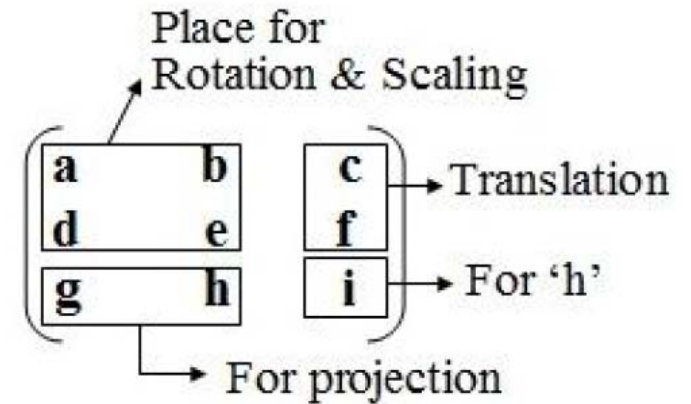 Place for
Rotation & Scaling
a b c
Translation
d e f
g h i
For ‘h’
For projection